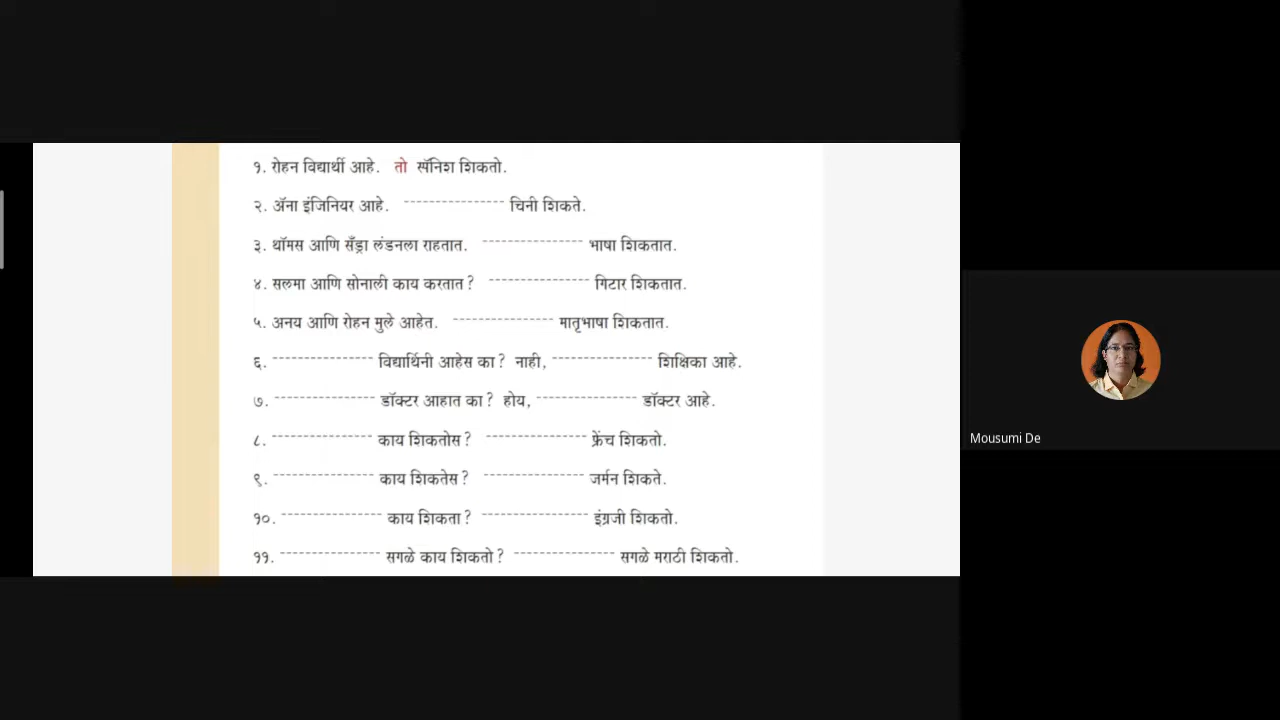 १. रोहन विद्यार्थी आहे. तो स्पॅनिश शिकतो.
२. ॲना इंजिनियर आहे. ---------------- चिनी शिकते.
३. थॉमस आणि सँड्रा लंडनला राहतात. ---------------- भाषा शिकतात.
४. सलमा आणि सोनाली काय करतात? ---------------- गिटार शिकतात.
५. अनय आणि रोहन मुले आहेत. ---------------- मातृभाषा शिकतात.
६. ---------------- विद्यार्थिनी आहेस का? नाही, ---------------- शिक्षिका आहे.
७. ---------------- डॉक्टर आहात का? होय, ---------------- डॉक्टर आहे.
८. ---------------- काय शिकतोस? ---------------- फ्रेंच शिकतो.
९. ---------------- काय शिकतेस? ---------------- जर्मन शिकते.
१०. ---------------- काय शिकता? ---------------- इंग्रजी शिकतो.
११. ---------------- सगळे काय शिकतो? ---------------- सगळे मराठी शिकतो.
Mousumi De